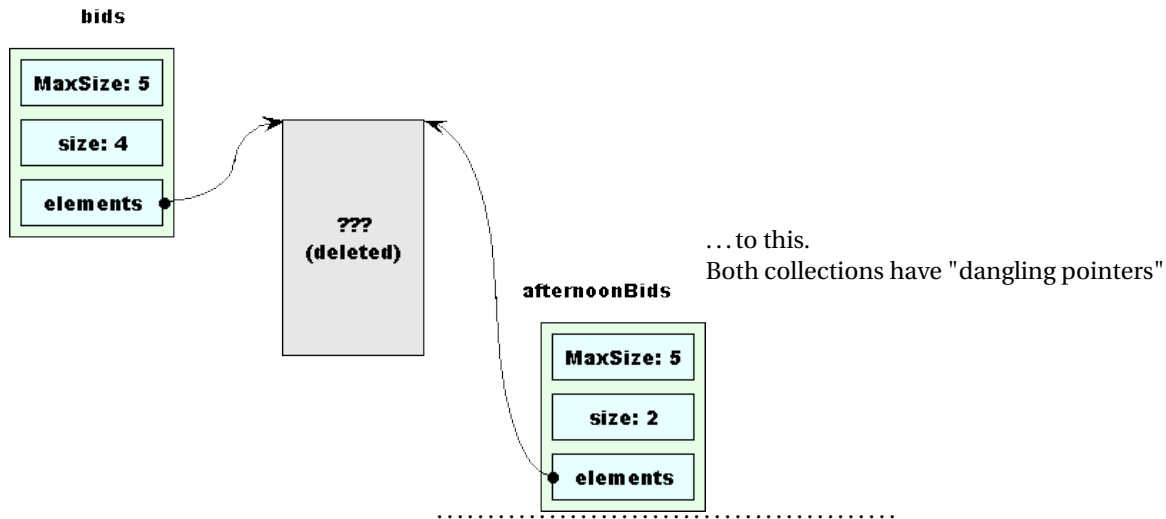 bids
MaxSize: 5
size: 4
elements
???
(deleted)
...to this.
Both collections have "dangling pointers"
afternoonBids
MaxSize: 5
size: 2
elements